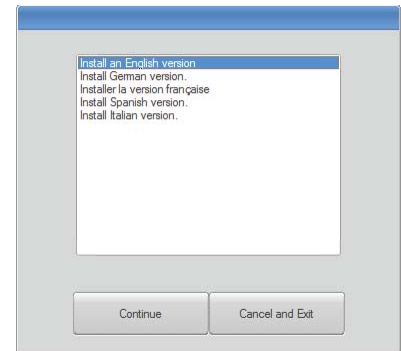 Install an English version
Install German version.
Installer la version française
Install Spanish version.
Install Italian version.
Continue
Cancel and Exit